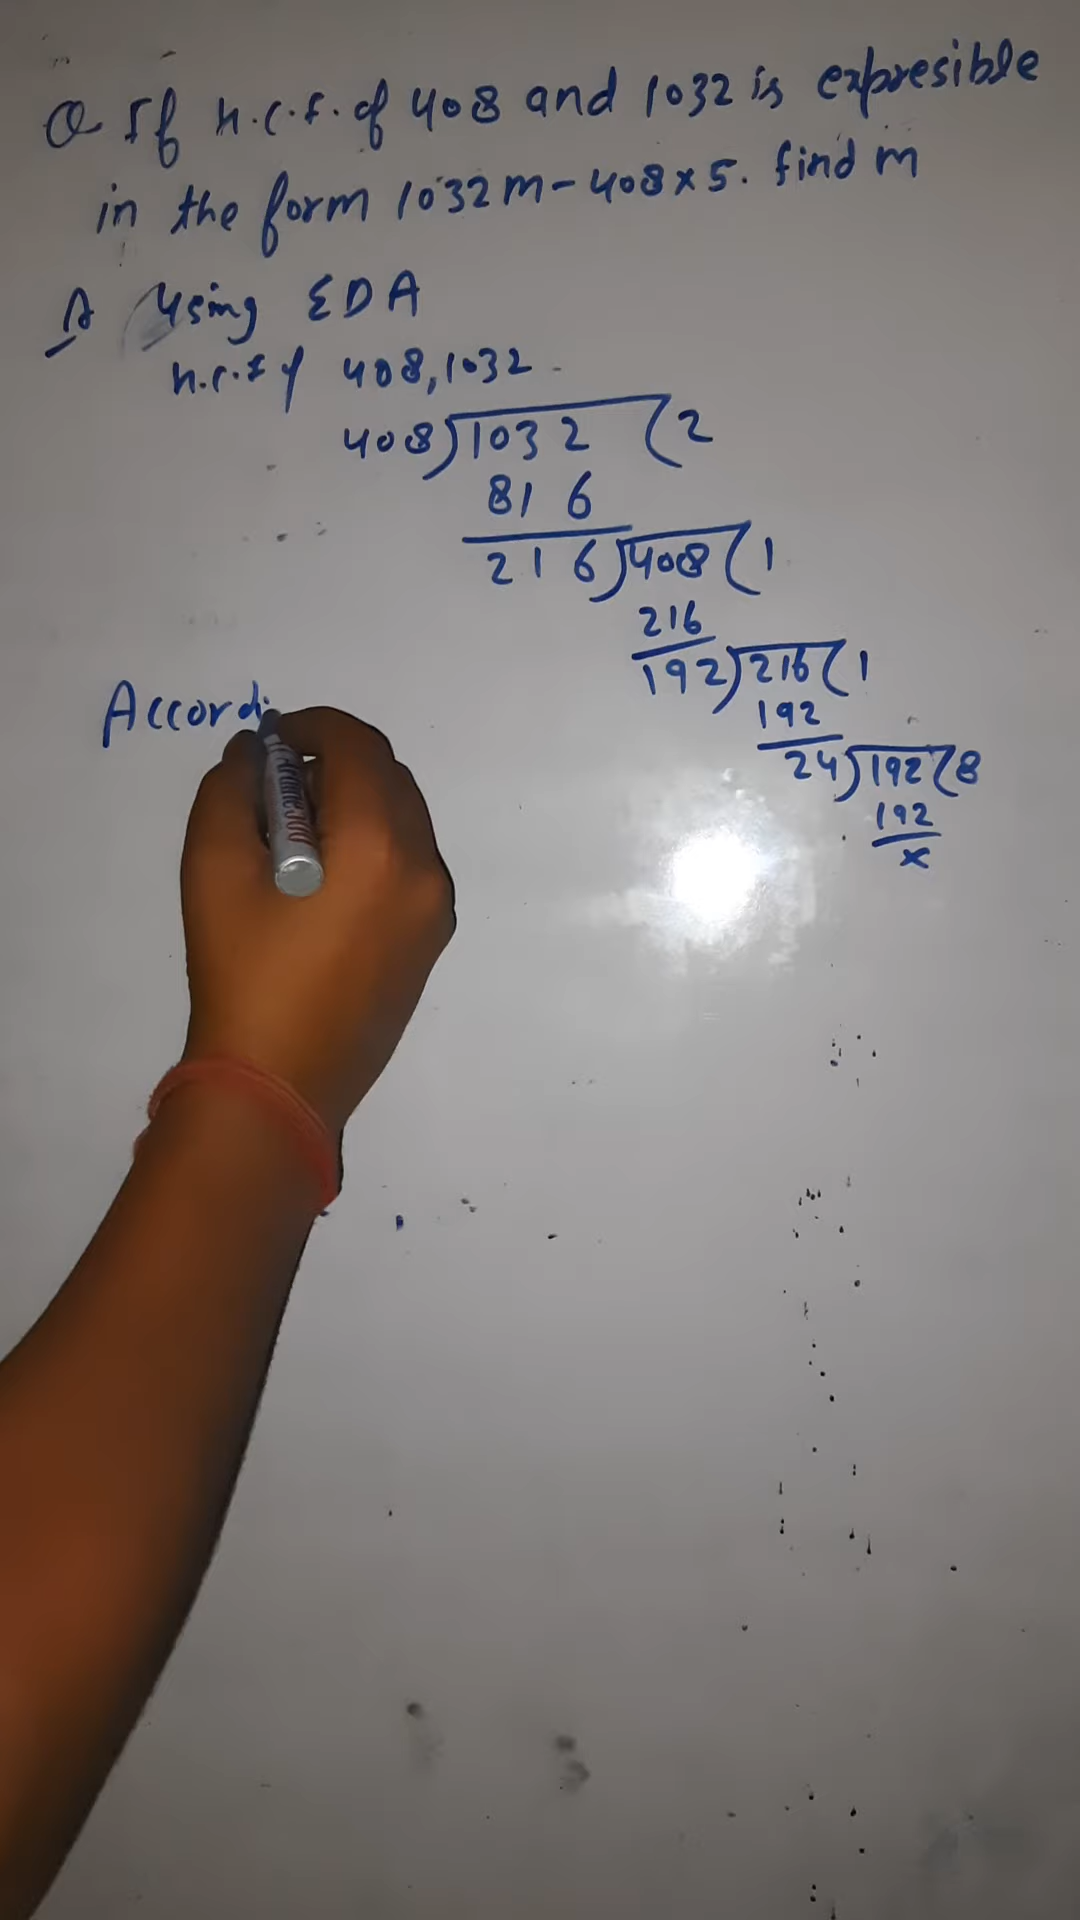 Q If H.C.F. of 408 and 1032 is expresible
in the form 1032m-408×5. find m
A Using EDA
H.C.F of 408,1032
408)1032(2
816
216)408(1
216
192)216(1
192
24)192(8
192
×
Accordi